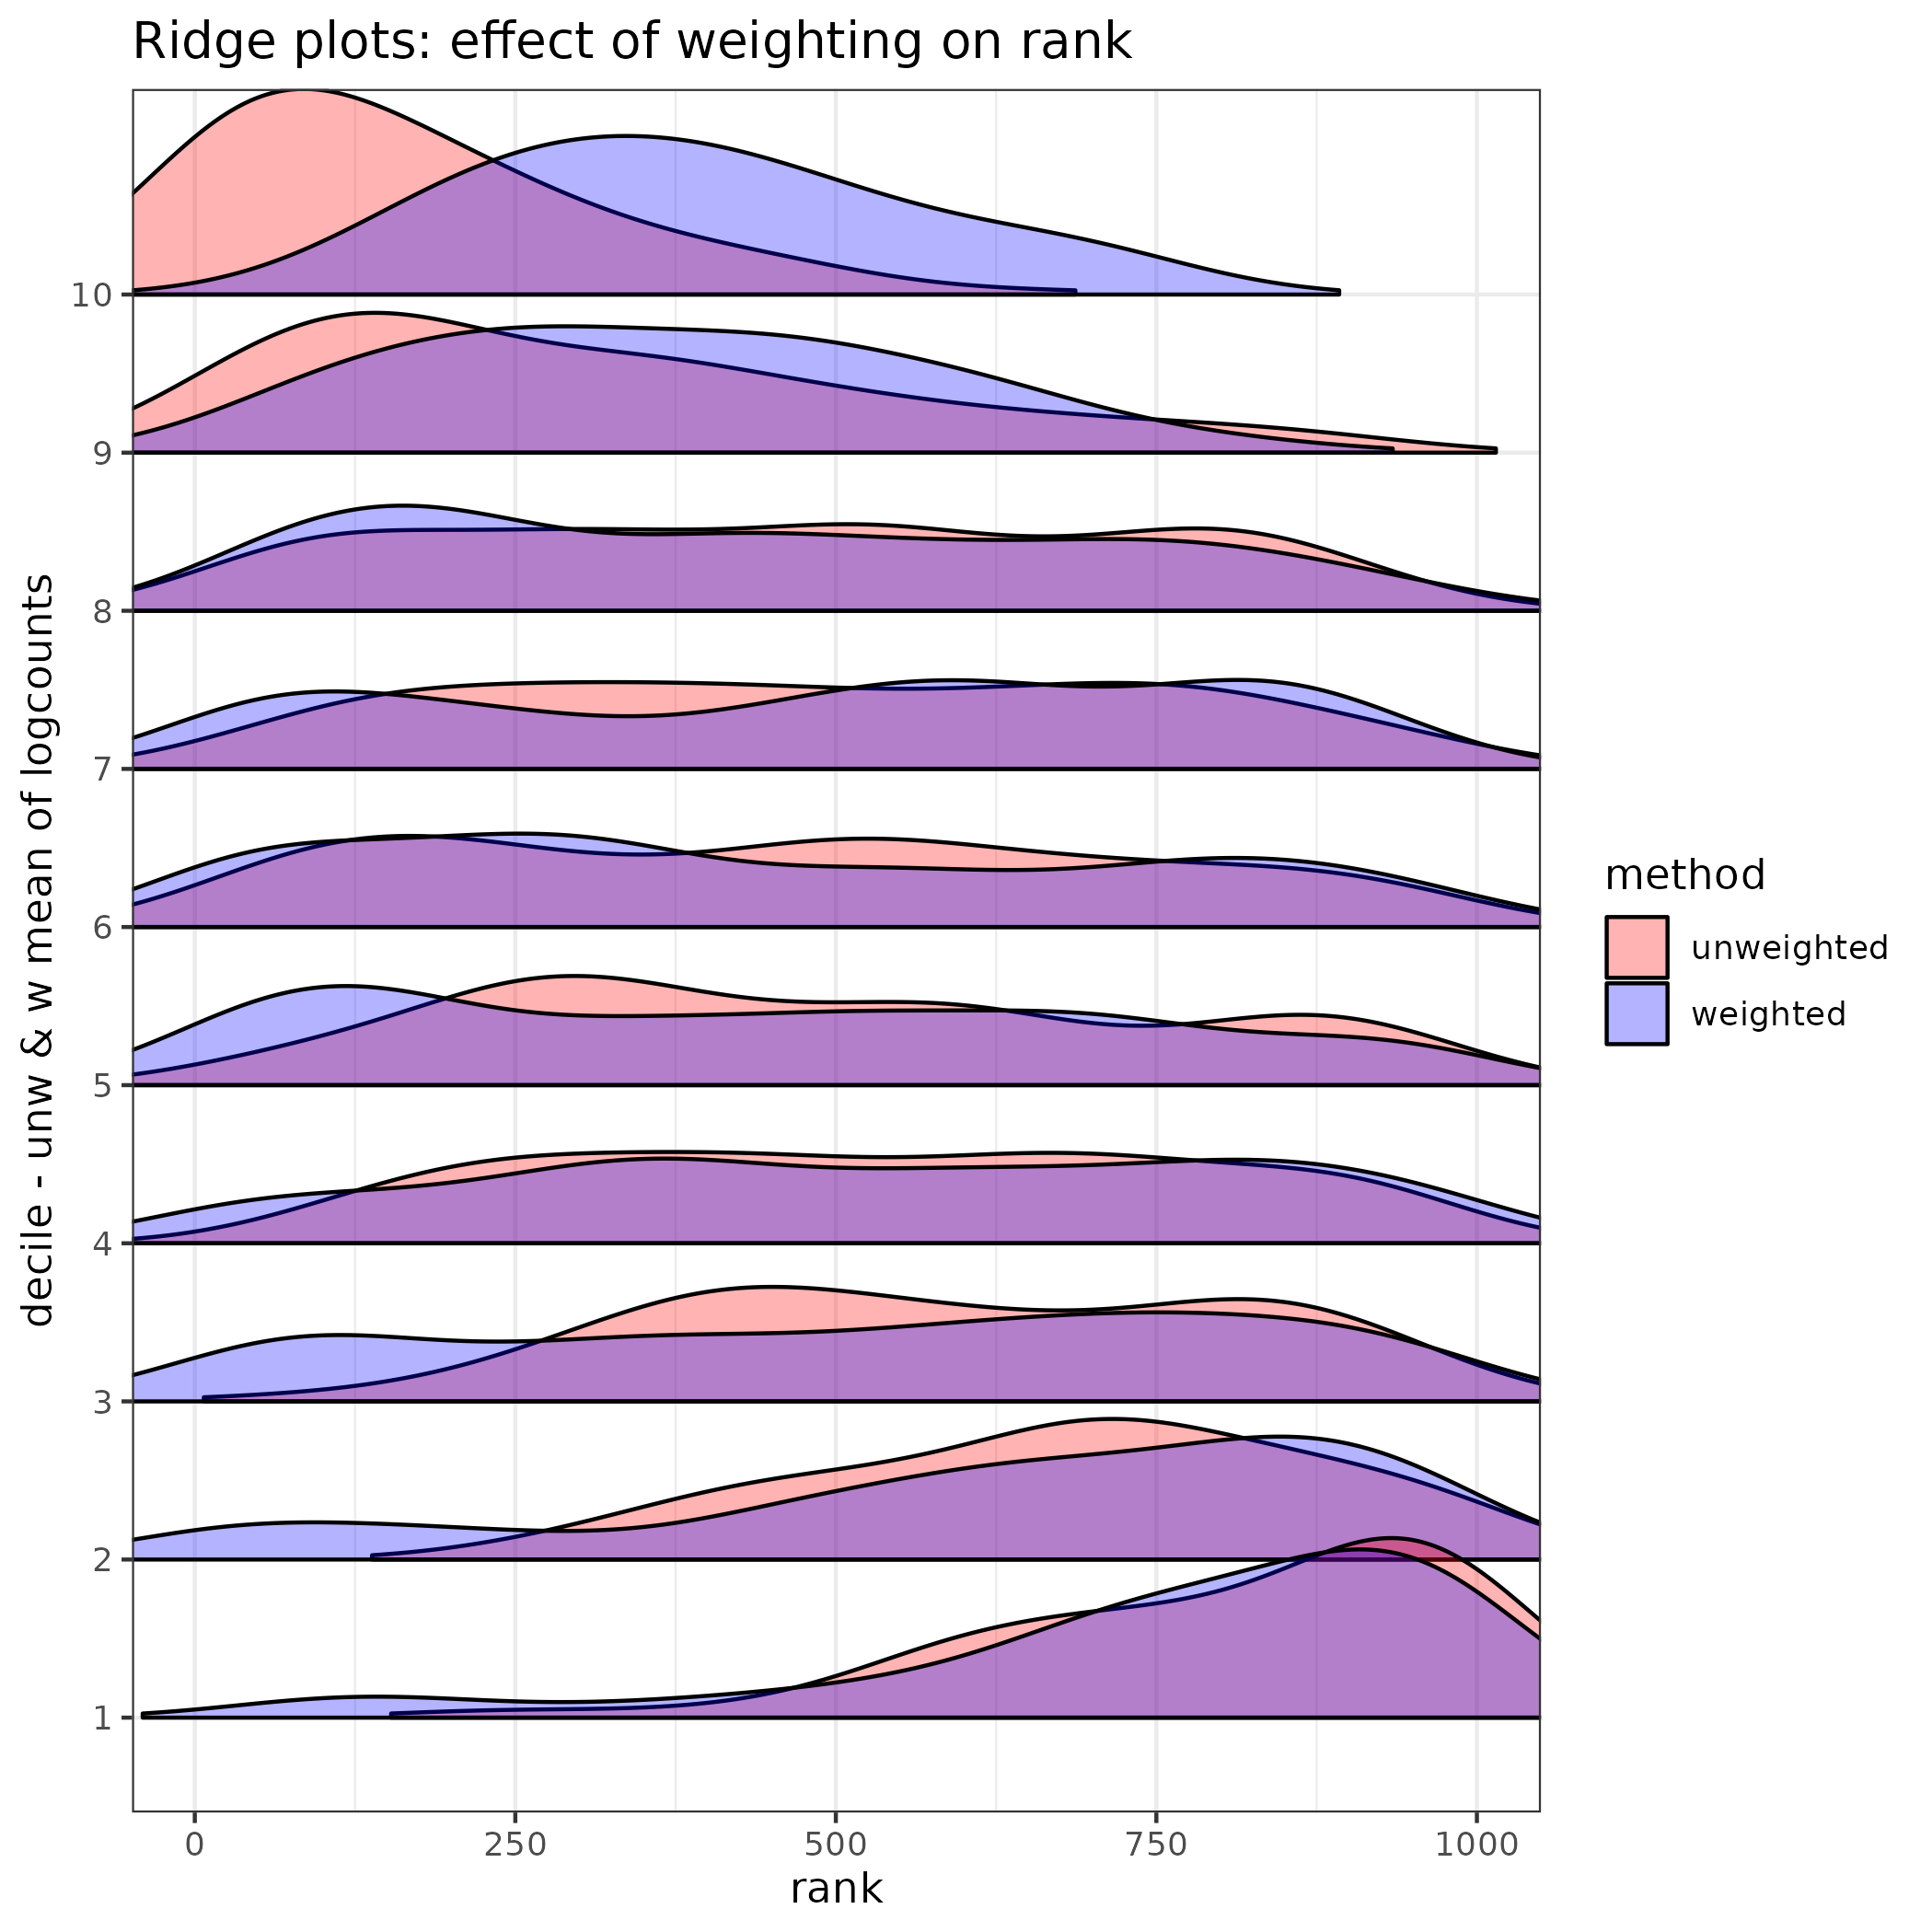 Ridge plots: effect of weighting on rank
decile - unw & w mean of logcounts
10
9
8
7
6
5
4
3
2
1
0 250 500 750 1000
rank
method
unweighted
weighted